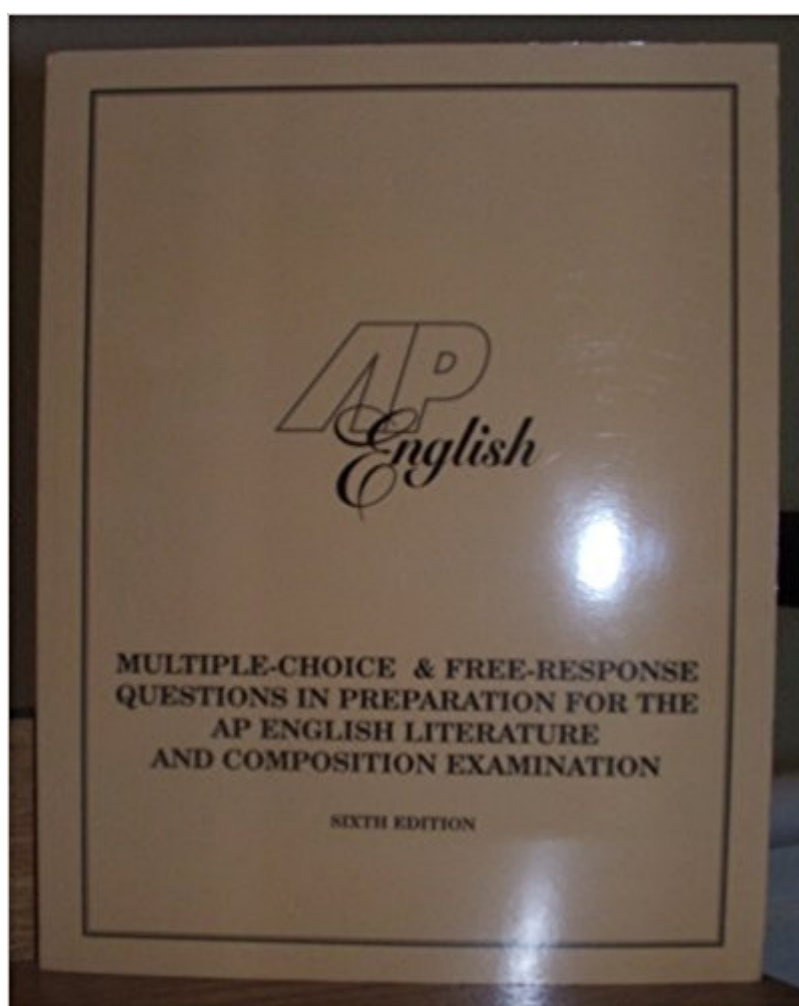 AP
English
MULTIPLE-CHOICE & FREE-RESPONSE
QUESTIONS IN PREPARATION FOR THE
AP ENGLISH LITERATURE
AND COMPOSITION EXAMINATION
SIXTH EDITION